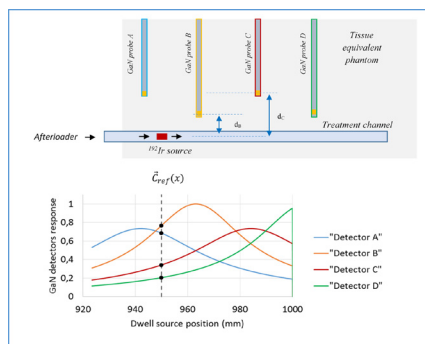 GaN probe A
GaN probe B
GaN probe C
GaN probe D
Tissue
equivalent
phantom
dB
dC
Afterloader
Treatment channel
192Ir source
C⃗ref(x)
GaN detectors response
1
0,8
0,6
0,4
0,2
0
920
940
960
980
1000
Dwell source position (mm)
"Detector A"
"Detector B"
"Detector C"
"Detector D"